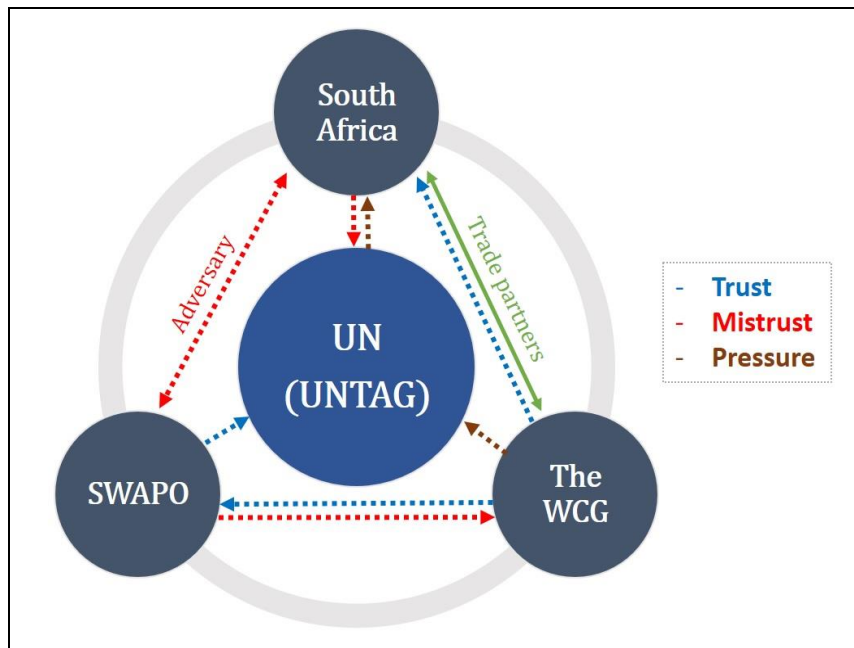 South
Africa
Adversary
Trade partners
UN
(UNTAG)
- Trust
- Mistrust
- Pressure
SWAPO
The
WCG